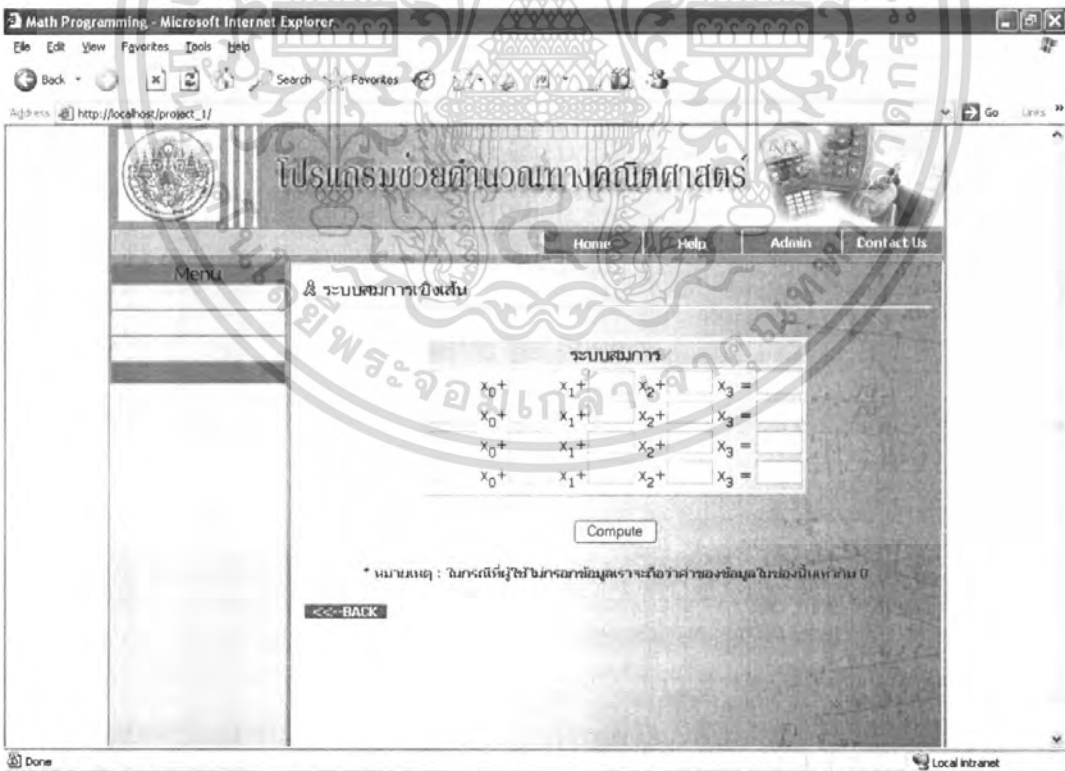 Math Programming - Microsoft Internet Explorer
File Edit View Favorites Tools Help
Back Search Favorites
Address http://localhost/project_1/ Go Links »
โปรแกรมช่วยคำนวณทางคณิตศาสตร์
Home Help Admin Contact Us
Menu
ระบบสมการเชิงเส้น
ระบบสมการ
x0+ x1+ x2+ x3 =
x0+ x1+ x2+ x3 =
x0+ x1+ x2+ x3 =
x0+ x1+ x2+ x3 =
Compute
* หมายเหตุ : ในกรณีที่ผู้ใช้ไม่กรอกข้อมูลเราจะถือว่าค่าของข้อมูลในช่องนั้นเท่ากับ 0
<<--BACK
Done Local intranet